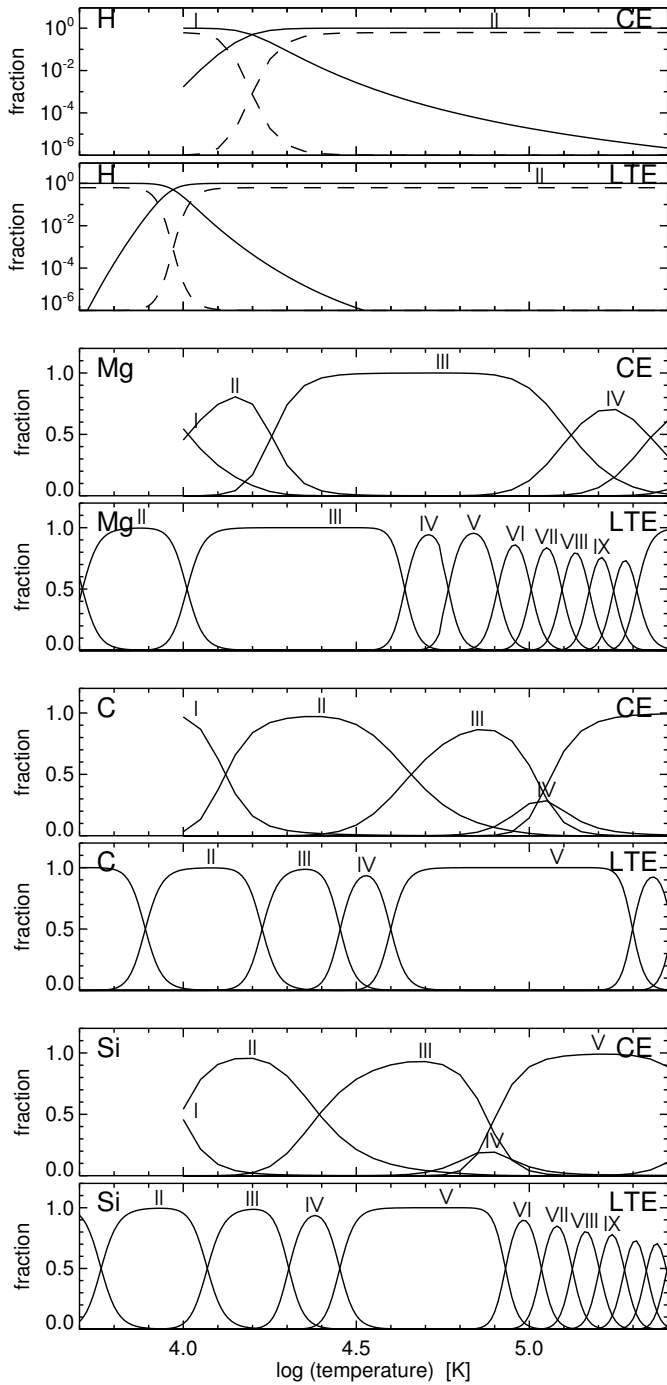 H I II CE
10^0
10^-2
10^-4
10^-6
fraction
H II LTE
10^0
10^-2
10^-4
10^-6
fraction
Mg I II III IV CE
1.0
0.5
0.0
fraction
Mg II III IV V VI VII VIII IX LTE
1.0
0.5
0.0
fraction
C I II III IV CE
1.0
0.5
0.0
fraction
C II III IV V LTE
1.0
0.5
0.0
fraction
Si I II III IV V CE
1.0
0.5
0.0
fraction
Si II III IV V VI VII VIII IX LTE
1.0
0.5
0.0
fraction
4.0 4.5 5.0
log (temperature) [K]